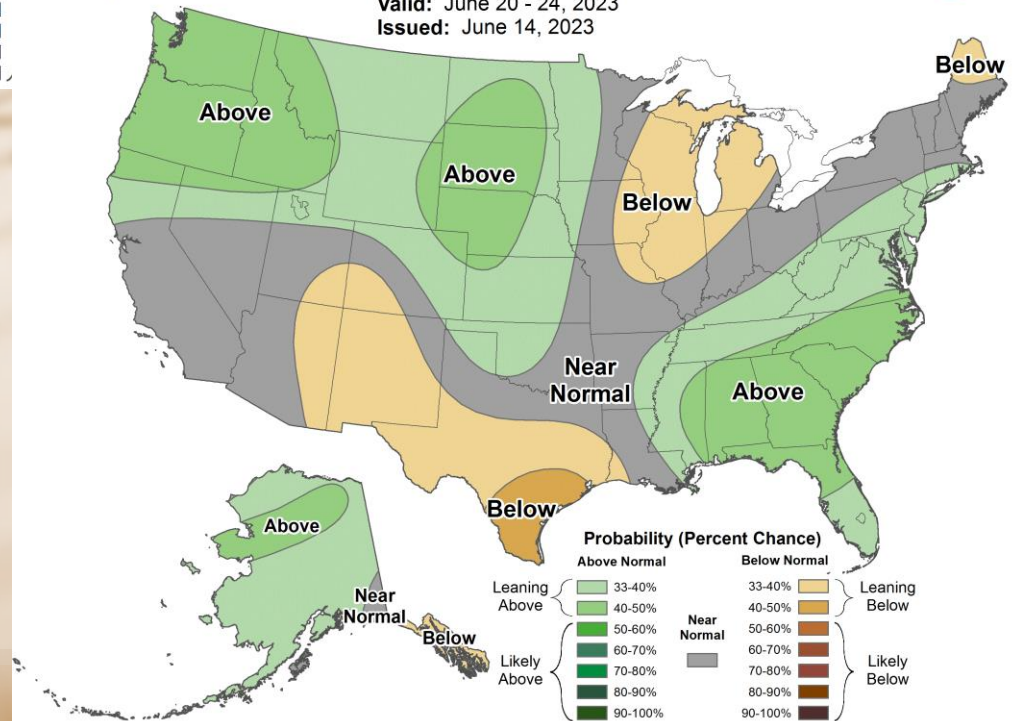 Valid: June 20 - 24, 2023
Issued: June 14, 2023
Below
Above
Above
Below
Near
Normal
Above
Below
Above
Near
Normal
Below
Probability (Percent Chance)
Above Normal
Below Normal
Leaning
Above
33-40%
40-50%
Likely
Above
50-60%
60-70%
70-80%
80-90%
90-100%
Near
Normal
33-40%
40-50%
Leaning
Below
50-60%
60-70%
70-80%
80-90%
90-100%
Likely
Below